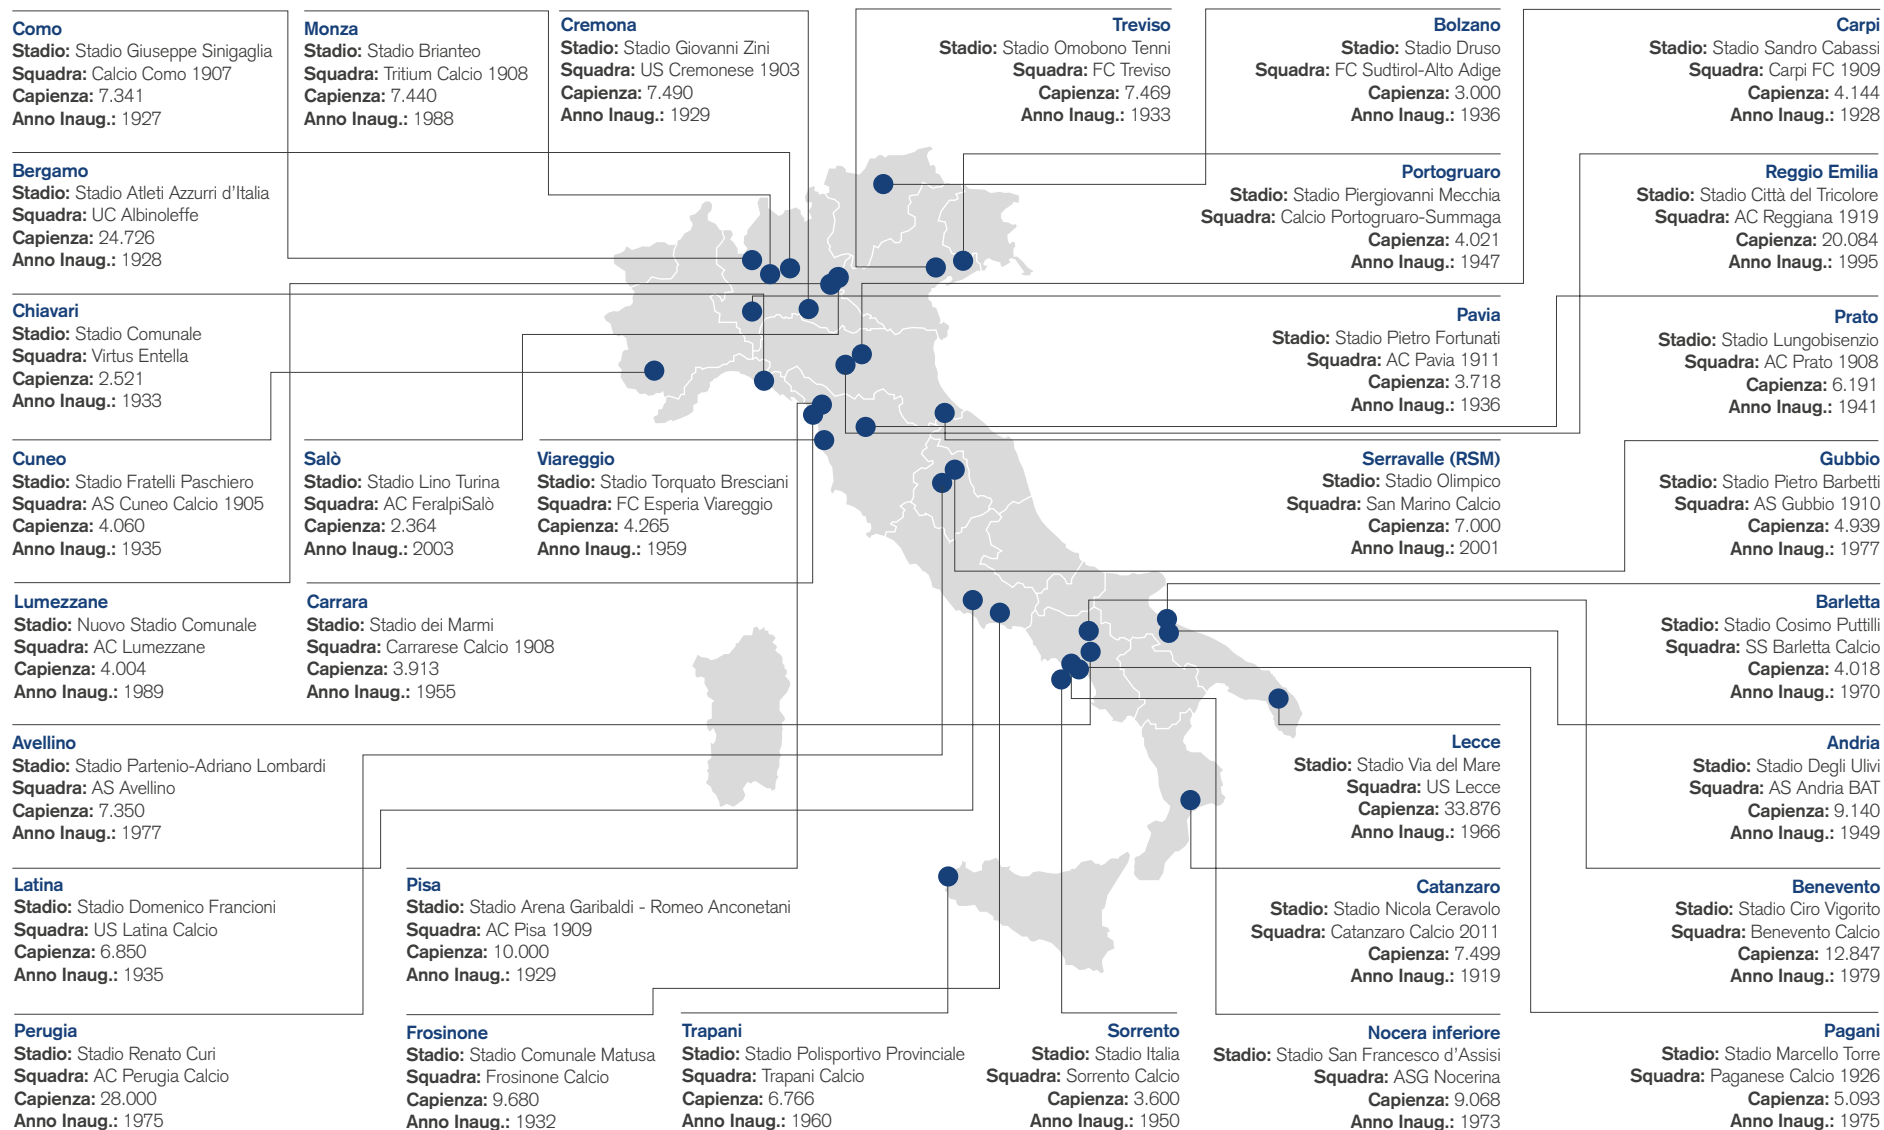 Como
Stadio: Stadio Giuseppe Sinigaglia
Squadra: Calcio Como 1907
Capienza: 7.341
Anno Inaug.: 1927
Monza
Stadio: Stadio Brianteo
Squadra: Tritium Calcio 1908
Capienza: 7.440
Anno Inaug.: 1988
Cremona
Stadio: Stadio Giovanni Zini
Squadra: US Cremonese 1903
Capienza: 7.490
Anno Inaug.: 1929
Treviso
Stadio: Stadio Omobono Tenni
Squadra: FC Treviso
Capienza: 7.469
Anno Inaug.: 1933
Bolzano
Stadio: Stadio Druso
Squadra: FC Sudtirol-Alto Adige
Capienza: 3.000
Anno Inaug.: 1936
Carpi
Stadio: Stadio Sandro Cabassi
Squadra: Carpi FC 1909
Capienza: 4.144
Anno Inaug.: 1928
Bergamo
Stadio: Stadio Atleti Azzurri d'Italia
Squadra: UC Albinoleffe
Capienza: 24.726
Anno Inaug.: 1928
Portogruaro
Stadio: Stadio Piergiovanni Mecchia
Squadra: Calcio Portogruaro-Summaga
Capienza: 4.021
Anno Inaug.: 1947
Reggio Emilia
Stadio: Stadio Città del Tricolore
Squadra: AC Reggiana 1919
Capienza: 20.084
Anno Inaug.: 1995
Chiavari
Stadio: Stadio Comunale
Squadra: Virtus Entella
Capienza: 2.521
Anno Inaug.: 1933
Pavia
Stadio: Stadio Pietro Fortunati
Squadra: AC Pavia 1911
Capienza: 3.718
Anno Inaug.: 1936
Prato
Stadio: Stadio Lungobisenzio
Squadra: AC Prato 1908
Capienza: 6.191
Anno Inaug.: 1941
Cuneo
Stadio: Stadio Fratelli Paschiero
Squadra: AS Cuneo Calcio 1905
Capienza: 4.060
Anno Inaug.: 1935
Salò
Stadio: Stadio Lino Turina
Squadra: AC FeralpiSalò
Capienza: 2.364
Anno Inaug.: 2003
Viareggio
Stadio: Stadio Torquato Bresciani
Squadra: FC Esperia Viareggio
Capienza: 4.265
Anno Inaug.: 1959
Serravalle (RSM)
Stadio: Stadio Olimpico
Squadra: San Marino Calcio
Capienza: 7.000
Anno Inaug.: 2001
Gubbio
Stadio: Stadio Pietro Barbetti
Squadra: AS Gubbio 1910
Capienza: 4.939
Anno Inaug.: 1977
Lumezzane
Stadio: Nuovo Stadio Comunale
Squadra: AC Lumezzane
Capienza: 4.004
Anno Inaug.: 1989
Carrara
Stadio: Stadio dei Marmi
Squadra: Carrarese Calcio 1908
Capienza: 3.913
Anno Inaug.: 1955
Barletta
Stadio: Stadio Cosimo Puttilli
Squadra: SS Barletta Calcio
Capienza: 4.018
Anno Inaug.: 1970
Avellino
Stadio: Stadio Partenio-Adriano Lombardi
Squadra: AS Avellino
Capienza: 7.350
Anno Inaug.: 1977
Lecce
Stadio: Stadio Via del Mare
Squadra: US Lecce
Capienza: 33.876
Anno Inaug.: 1966
Andria
Stadio: Stadio Degli Ulivi
Squadra: AS Andria BAT
Capienza: 9.140
Anno Inaug.: 1949
Latina
Stadio: Stadio Domenico Francioni
Squadra: US Latina Calcio
Capienza: 6.850
Anno Inaug.: 1935
Pisa
Stadio: Stadio Arena Garibaldi - Romeo Anconetani
Squadra: AC Pisa 1909
Capienza: 10.000
Anno Inaug.: 1929
Catanzaro
Stadio: Stadio Nicola Ceravolo
Squadra: Catanzaro Calcio 2011
Capienza: 7.499
Anno Inaug.: 1919
Benevento
Stadio: Stadio Ciro Vigorito
Squadra: Benevento Calcio
Capienza: 12.847
Anno Inaug.: 1979
Perugia
Stadio: Stadio Renato Curi
Squadra: AC Perugia Calcio
Capienza: 28.000
Anno Inaug.: 1975
Frosinone
Stadio: Stadio Comunale Matusa
Squadra: Frosinone Calcio
Capienza: 9.680
Anno Inaug.: 1932
Trapani
Stadio: Stadio Polisportivo Provinciale
Squadra: Trapani Calcio
Capienza: 6.766
Anno Inaug.: 1960
Sorrento
Stadio: Stadio Italia
Squadra: Sorrento Calcio
Capienza: 3.600
Anno Inaug.: 1950
Nocera inferiore
Stadio: Stadio San Francesco d'Assisi
Squadra: ASG Nocerina
Capienza: 9.068
Anno Inaug.: 1973
Pagani
Stadio: Stadio Marcello Torre
Squadra: Paganese Calcio 1926
Capienza: 5.093
Anno Inaug.: 1975